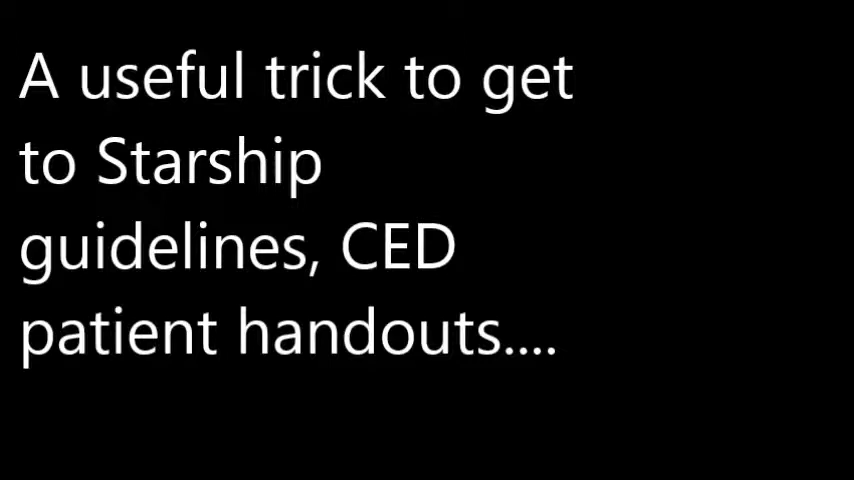 A useful trick to get
to Starship
guidelines, CED
patient handouts....